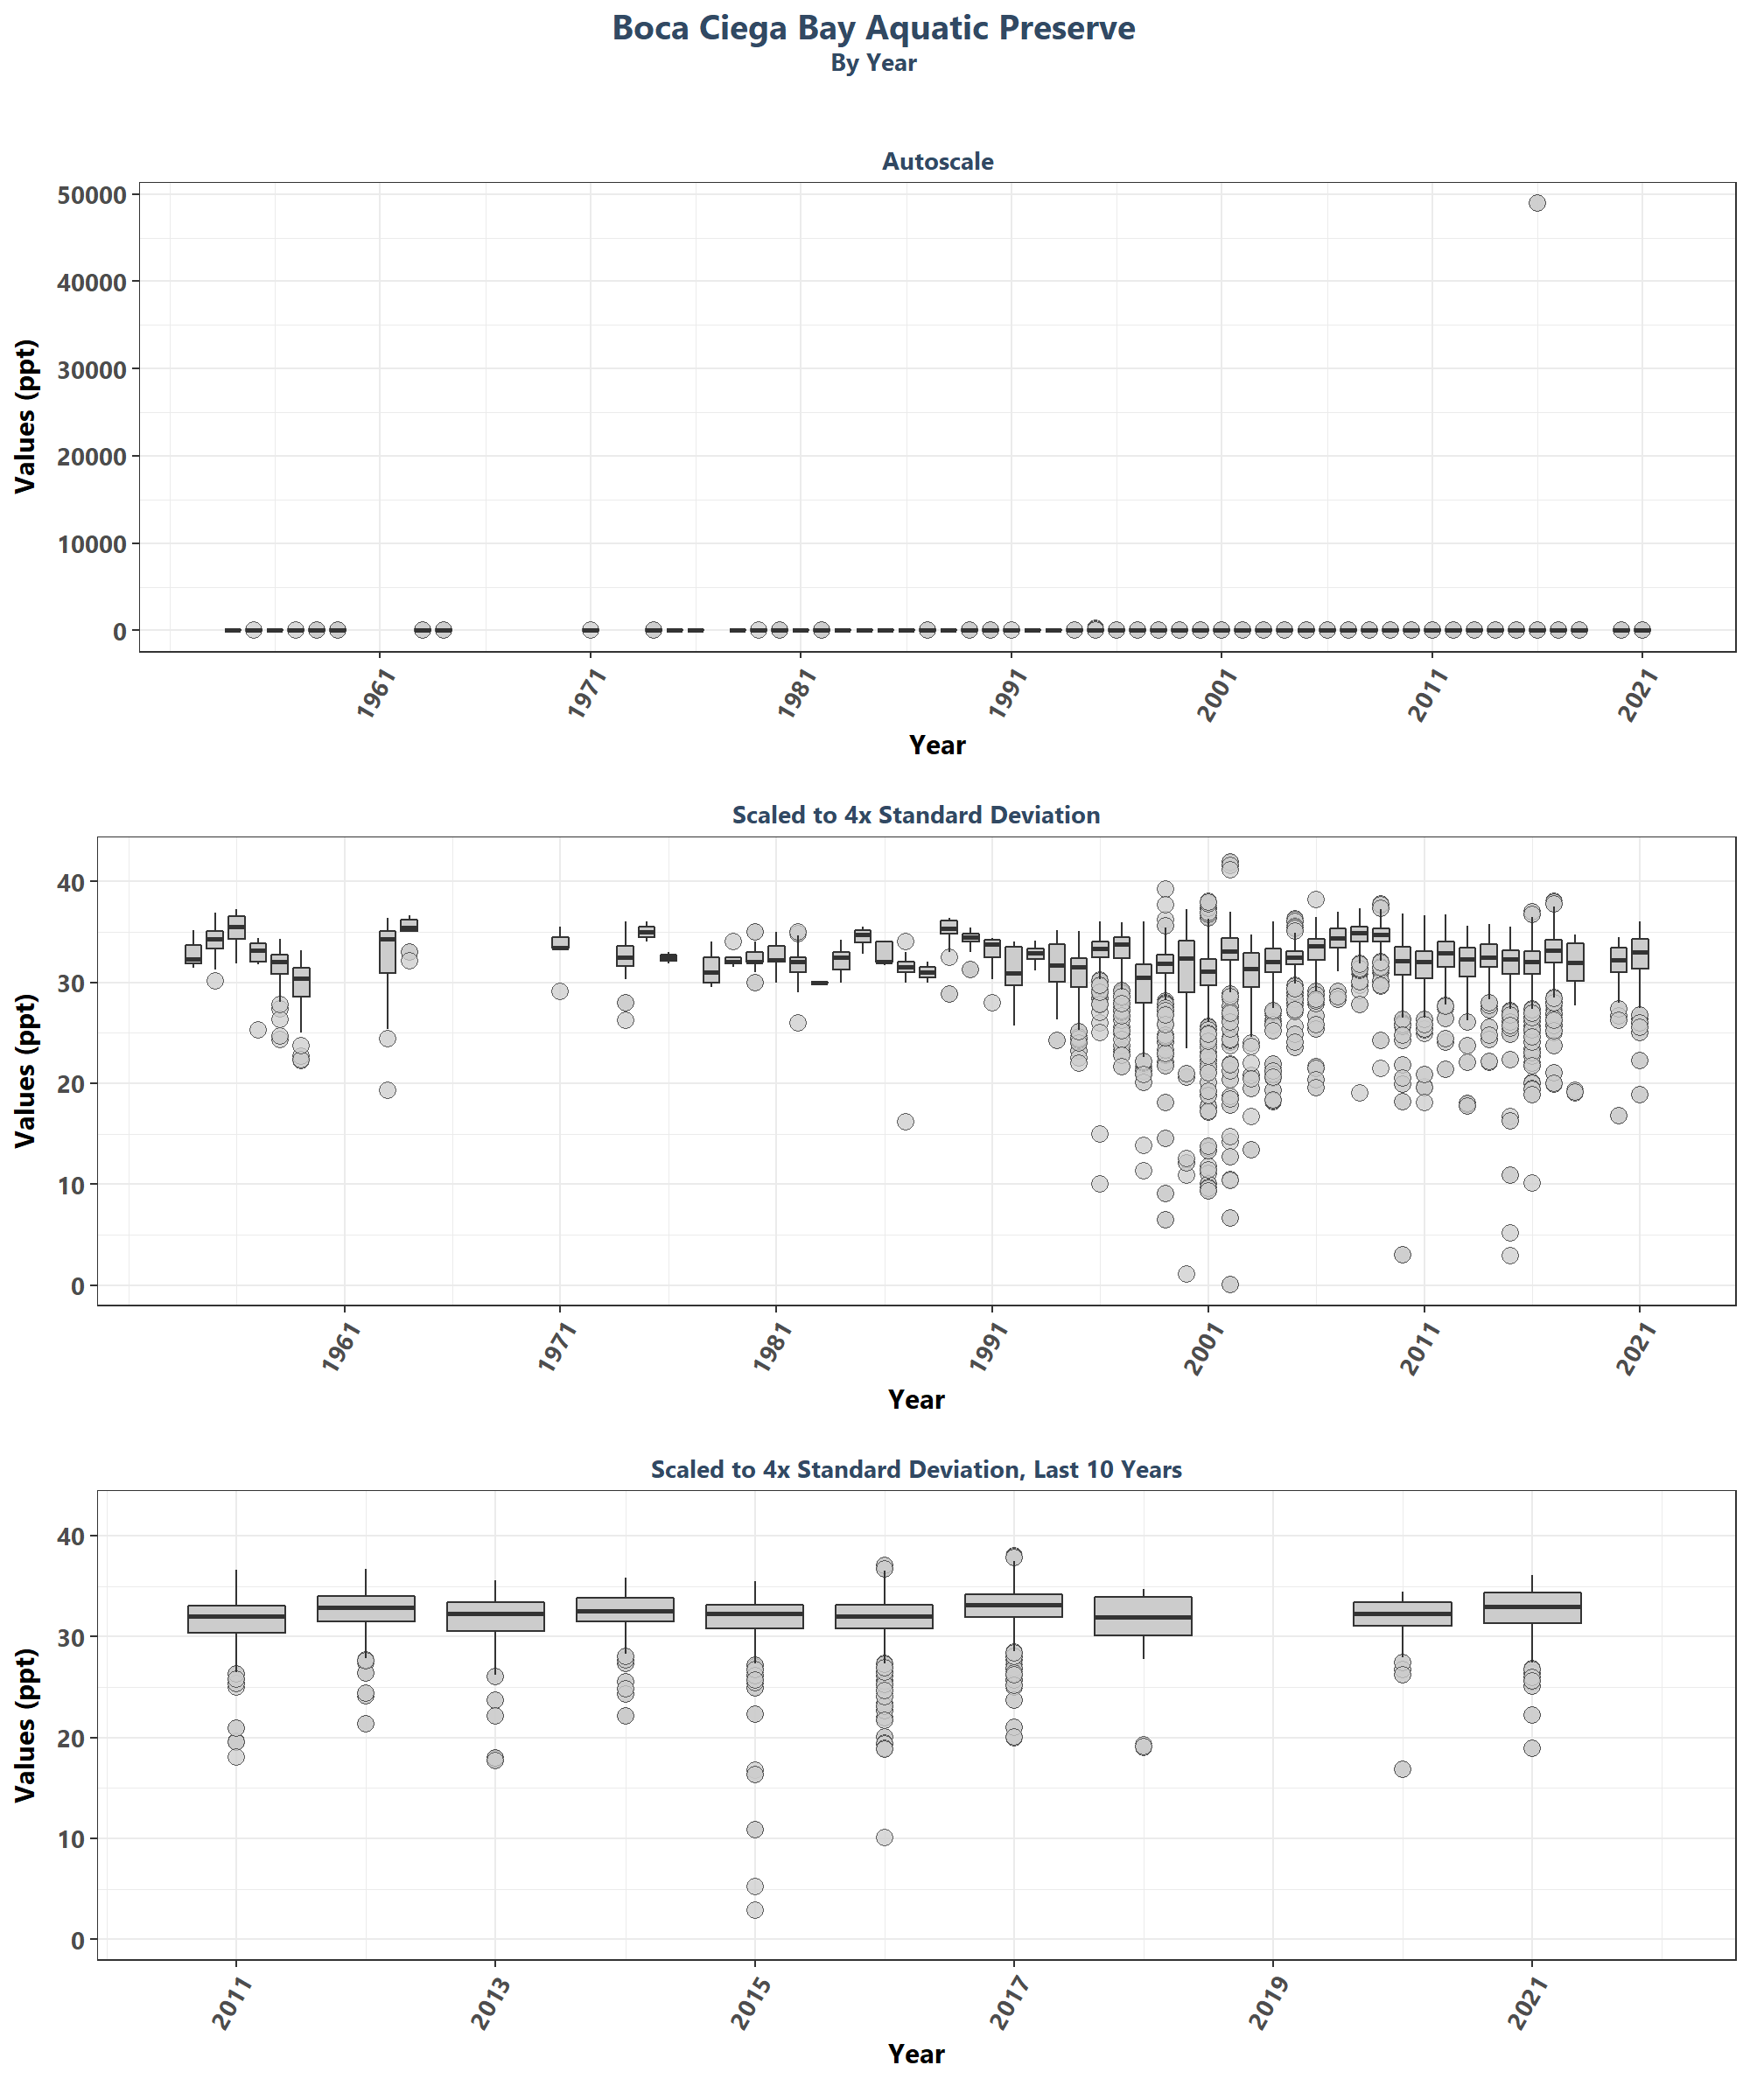 Boca Ciega Bay Aquatic Preserve
By Year
Autoscale
Values (ppt)
50000
40000
30000
20000
10000
0
1961 1971 1981 1991 2001 2011 2021
Year
Scaled to 4x Standard Deviation
Values (ppt)
40
30
20
10
0
1961 1971 1981 1991 2001 2011 2021
Year
Scaled to 4x Standard Deviation, Last 10 Years
Values (ppt)
40
30
20
10
0
2011 2013 2015 2017 2019 2021
Year